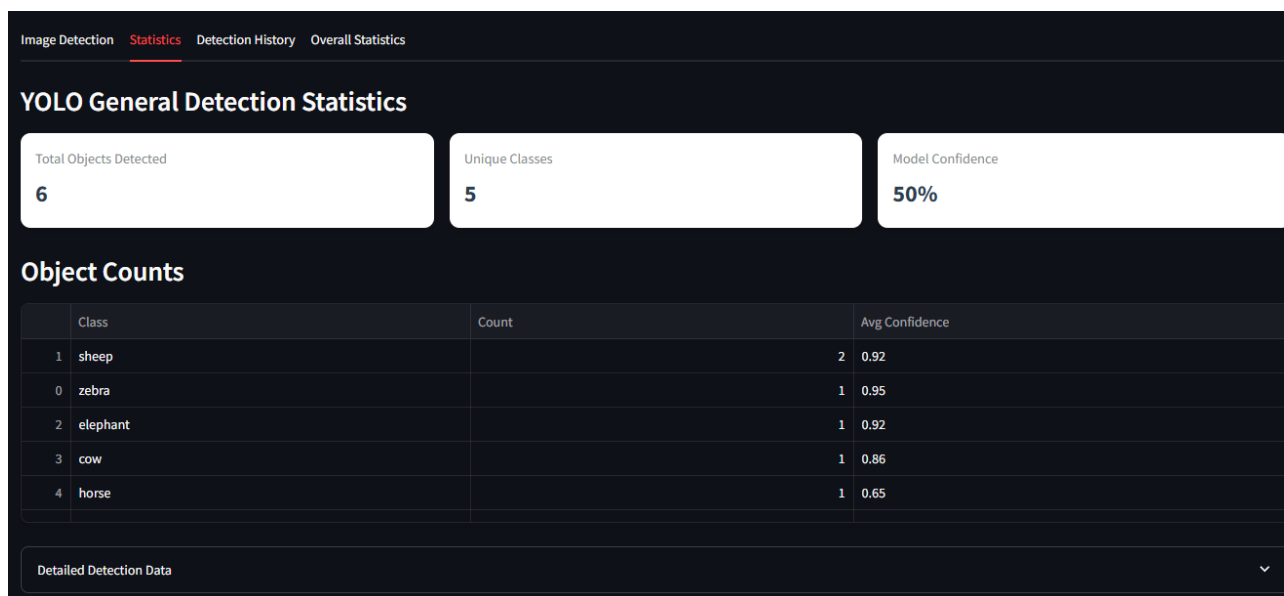 Image Detection Statistics Detection History Overall Statistics
YOLO General Detection Statistics
Total Objects Detected Unique Classes Model Confidence
6 5 50%
Object Counts
Class Count Avg Confidence
1 sheep 2 0.92
0 zebra 1 0.95
2 elephant 1 0.92
3 cow 1 0.86
4 horse 1 0.65
Detailed Detection Data